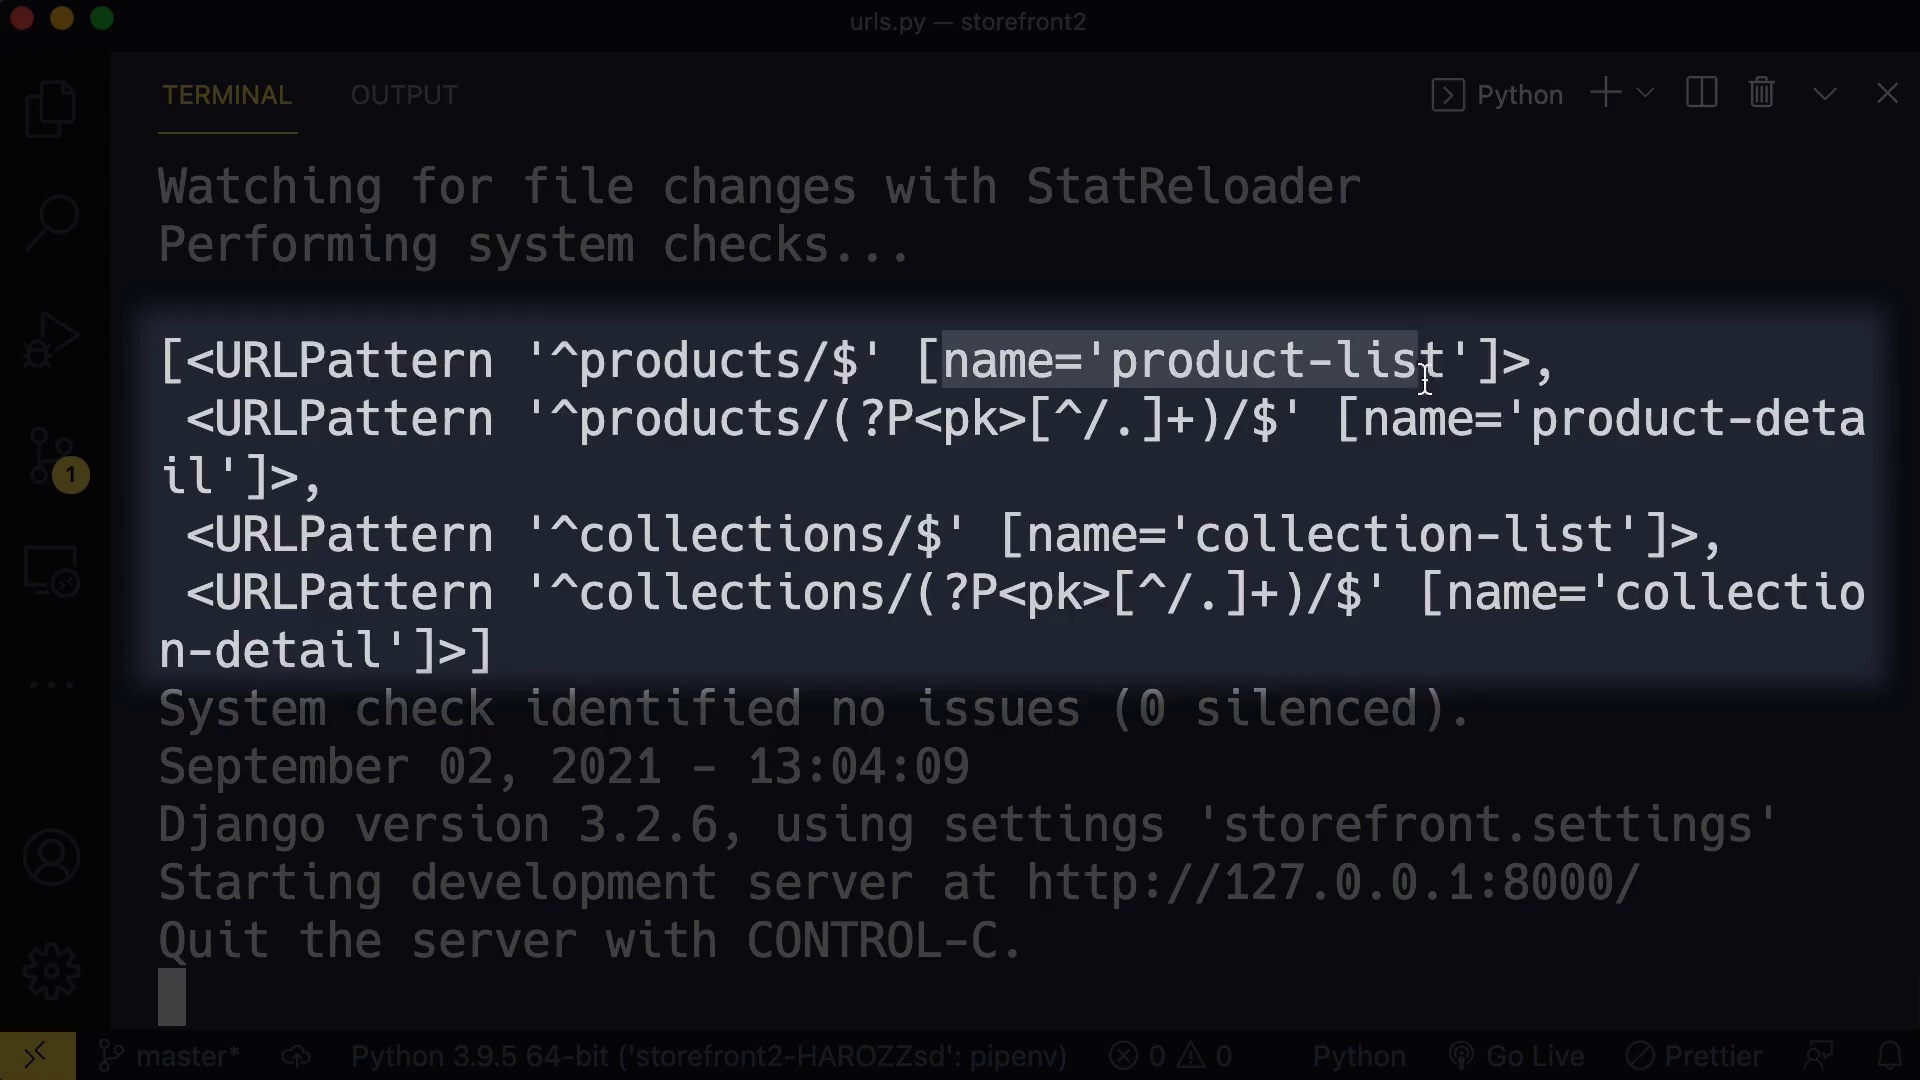 urls.py — storefront2
TERMINAL OUTPUT Python
Watching for file changes with StatReloader
Performing system checks...
[<URLPattern '^products/$' [name='product-list']>,
<URLPattern '^products/(?P<pk>[^/.]+)/$' [name='product-deta
il']>,
<URLPattern '^collections/$' [name='collection-list']>,
<URLPattern '^collections/(?P<pk>[^/.]+)/$' [name='collectio
n-detail']>]
System check identified no issues (0 silenced).
September 02, 2021 - 13:04:09
Django version 3.2.6, using settings 'storefront.settings'
Starting development server at http://127.0.0.1:8000/
Quit the server with CONTROL-C.
1
master* Python 3.9.5 64-bit ('storefront2-HAROZZsd': pipenv) 0 0 Python Go Live Prettier